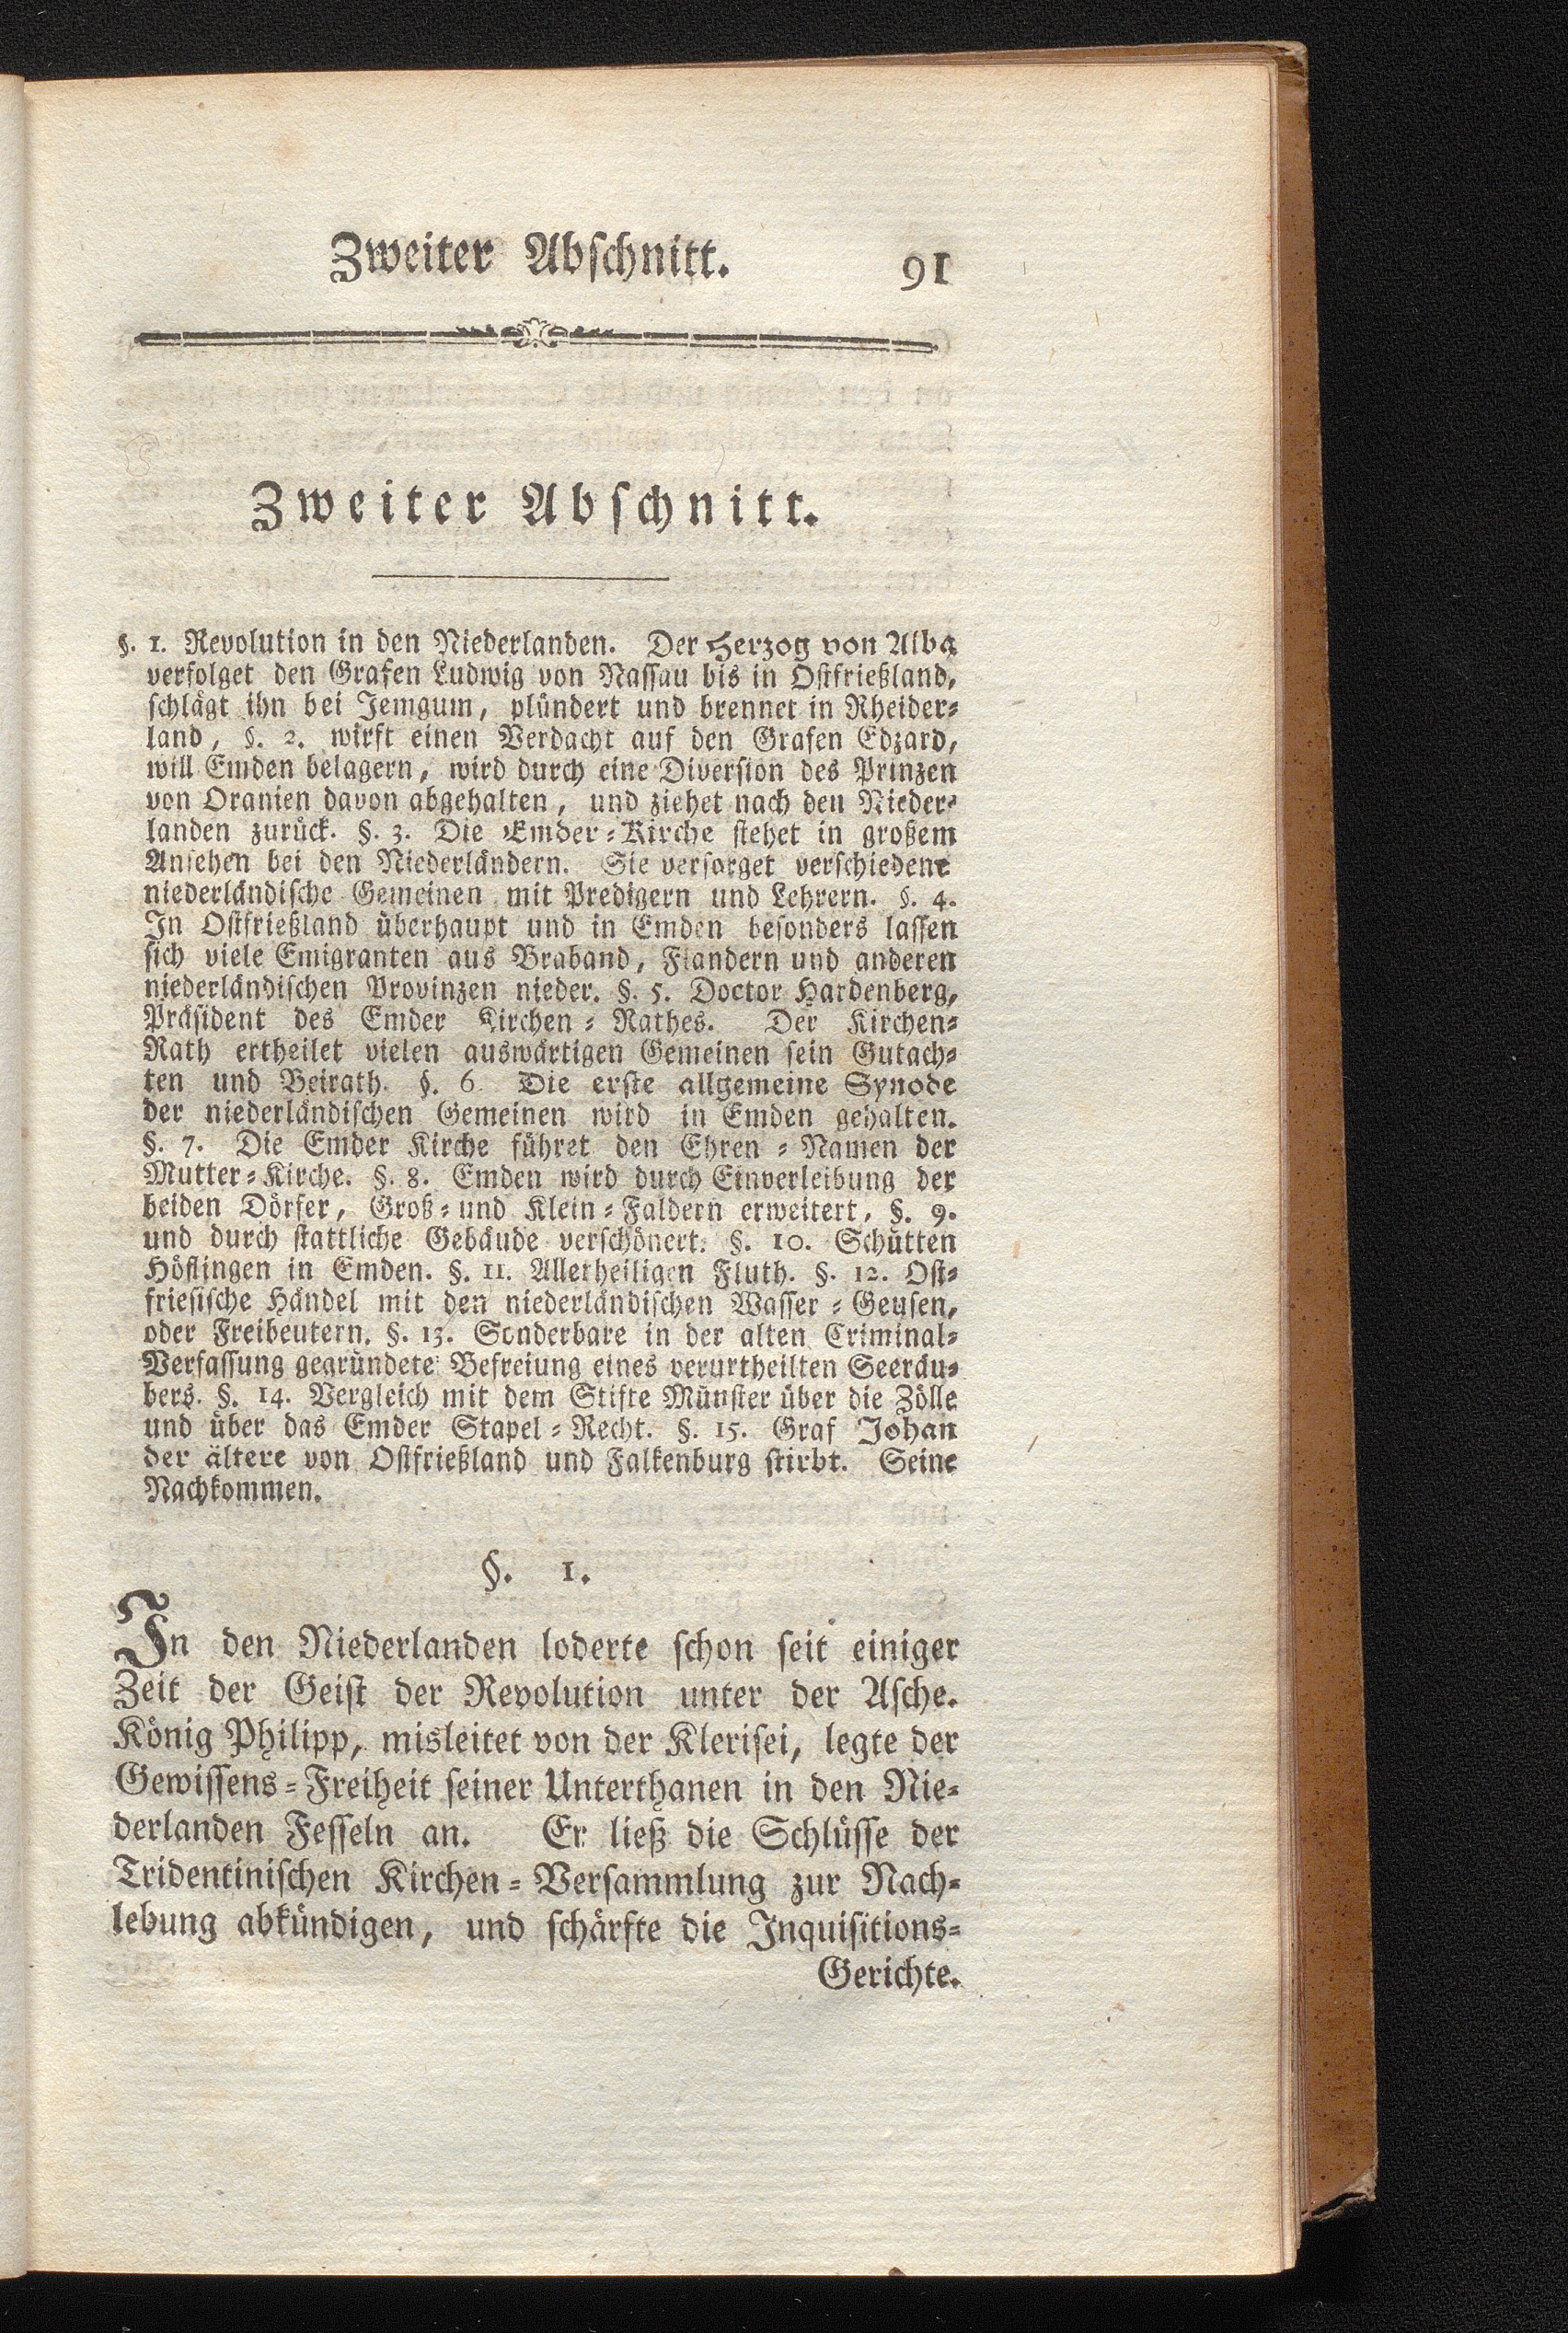 Zweiter Abschnitt. 91
Zweiter Abschnitt.
§. 1. Revolution in den Niederlanden. Der Herzog von Alba
verfolget den Grafen Ludwig von Nassau bis in Ostfrießland,
schlägt ihn bei Jemgum, plündert und brennet in Rheider-
land, §. 2. wirft einen Verdacht auf den Grafen Edzard,
will Emden belagern, wird durch eine Diversion des Prinzen
von Oranien davon abgehalten, und ziehet nach den Nieder-
landen zurück. §. 3. Die Emder-Kirche stehet in großem
Ansehen bei den Niederländern. Sie versorget verschiedene
niederländische Gemeinen mit Predigern und Lehrern. §. 4.
In Ostfrießland überhaupt und in Emden besonders lassen
sich viele Emigranten aus Braband, Flandern und anderen
niederländischen Provinzen nieder. §. 5. Doctor Hardenberg,
Präsident des Emder Kirchen-Rathes. Der Kirchen-
Rath ertheilet vielen auswärtigen Gemeinen sein Gutach-
ten und Beirath. §. 6. Die erste allgemeine Synode
der niederländischen Gemeinen wird in Emden gehalten.
§. 7. Die Emder Kirche führet den Ehren-Namen der
Mutter-Kirche. §. 8. Emden wird durch Einverleibung der
beiden Dörfer, Groß- und Klein-Faldern erweitert, §. 9.
und durch stattliche Gebäude verschönert. §. 10. Schütten
Höflingen in Emden. §. 11. Allerheiligen Fluth. §. 12. Ost-
friesische Händel mit den niederländischen Wasser-Geusen,
oder Freibeutern. §. 13. Sonderbare in der alten Criminal-
Verfassung gegründete Befreiung eines verurtheilten Seeräu-
bers. §. 14. Vergleich mit dem Stifte Münster über die Zölle
und über das Emder Stapel-Recht. §. 15. Graf Johan
der ältere von Ostfrießland und Falkenburg stirbt. Seine
Nachkommen.
§. 1.
In den Niederlanden loderte schon seit einiger
Zeit der Geist der Revolution unter der Asche.
König Philipp, misleitet von der Klerisei, legte der
Gewissens-Freiheit seiner Unterthanen in den Nie-
derlanden Fesseln an. Er ließ die Schlüsse der
Tridentinischen Kirchen-Versammlung zur Nach-
lebung abkündigen, und schärfte die Inquisitions-
Gerichte.